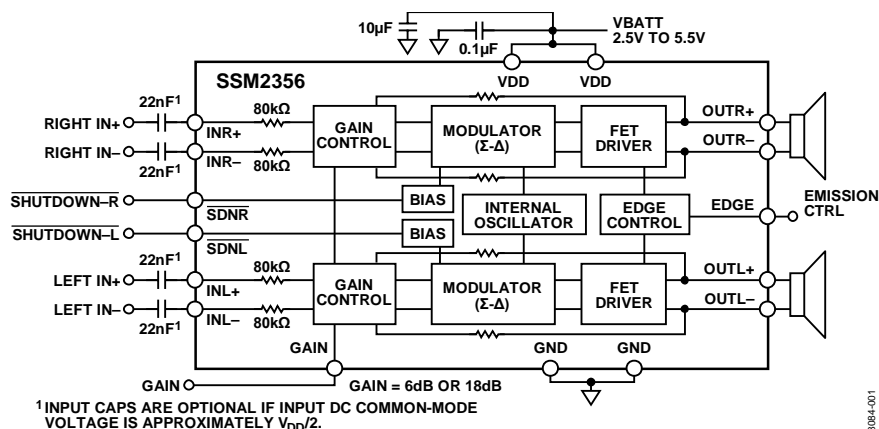 10µF
0.1µF
VBATT
2.5V TO 5.5V
SSM2356
VDD
VDD
22nF1
80kΩ
RIGHT IN+
INR+
GAIN
CONTROL
MODULATOR
(Σ-Δ)
FET
DRIVER
OUTR+
RIGHT IN–
INR–
80kΩ
22nF1
OUTR–
SHUTDOWN–R
SDNR
BIAS
INTERNAL
OSCILLATOR
EDGE
CONTROL
EDGE
EMISSION
CTRL
SHUTDOWN–L
SDNL
BIAS
22nF1
80kΩ
LEFT IN+
INL+
GAIN
CONTROL
MODULATOR
(Σ-Δ)
FET
DRIVER
OUTL+
LEFT IN–
INL–
80kΩ
22nF1
OUTL–
GAIN
GND
GND
GAIN
GAIN = 6dB OR 18dB
1 INPUT CAPS ARE OPTIONAL IF INPUT DC COMMON-MODE
VOLTAGE IS APPROXIMATELY VDD/2.